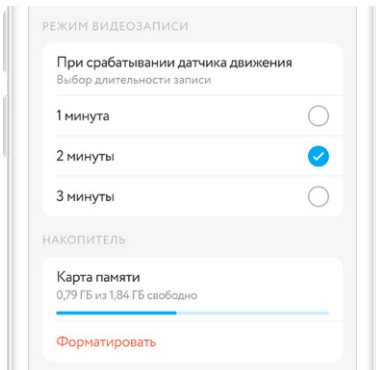 РЕЖИМ ВИДЕОЗАПИСИ
При срабатывании датчика движения
Выбор длительности записи
1 минута
2 минуты
3 минуты
НАКОПИТЕЛЬ
Карта памяти
0,79 ГБ из 1,84 ГБ свободно
Форматировать